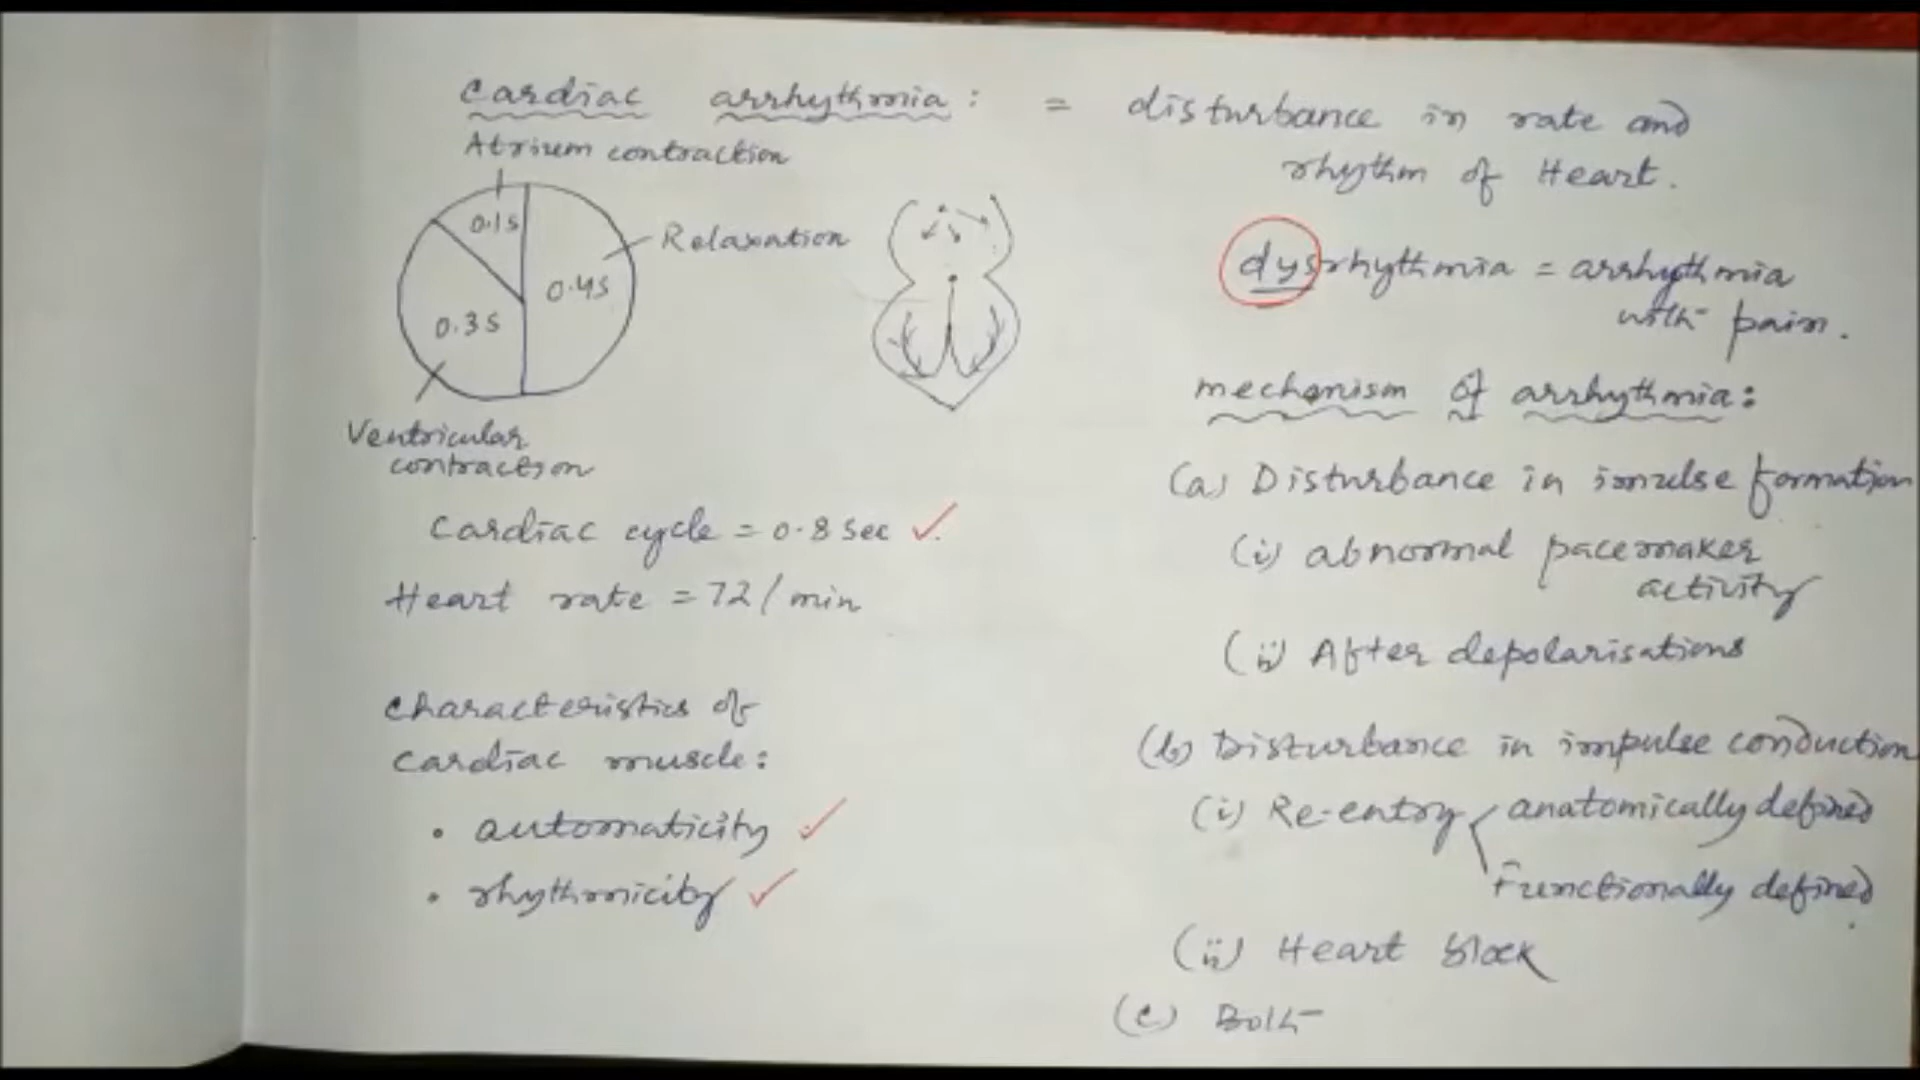 Cardiac arrhythmia: = disturbance in rate and
rhythm of Heart.
Atrium contraction
0.1s
Relaxation
0.4s
0.3s
Ventricular
contraction
Cardiac cycle = 0.8 Sec ✓
Heart rate = 72/min
Characteristics of
Cardiac muscle:
• automaticity ✓
• rhythmicity ✓
dysrhythmia = arrhythmia
with pain.
mechanism of arrhythmia:
(a) Disturbance in impulse formation
(i) abnormal pacemaker
activity
(ii) After depolarisations
(b) Disturbance in impulse conduction
(i) Re-entry < anatomically defined
Functionally defined
(ii) Heart block
(c) Both